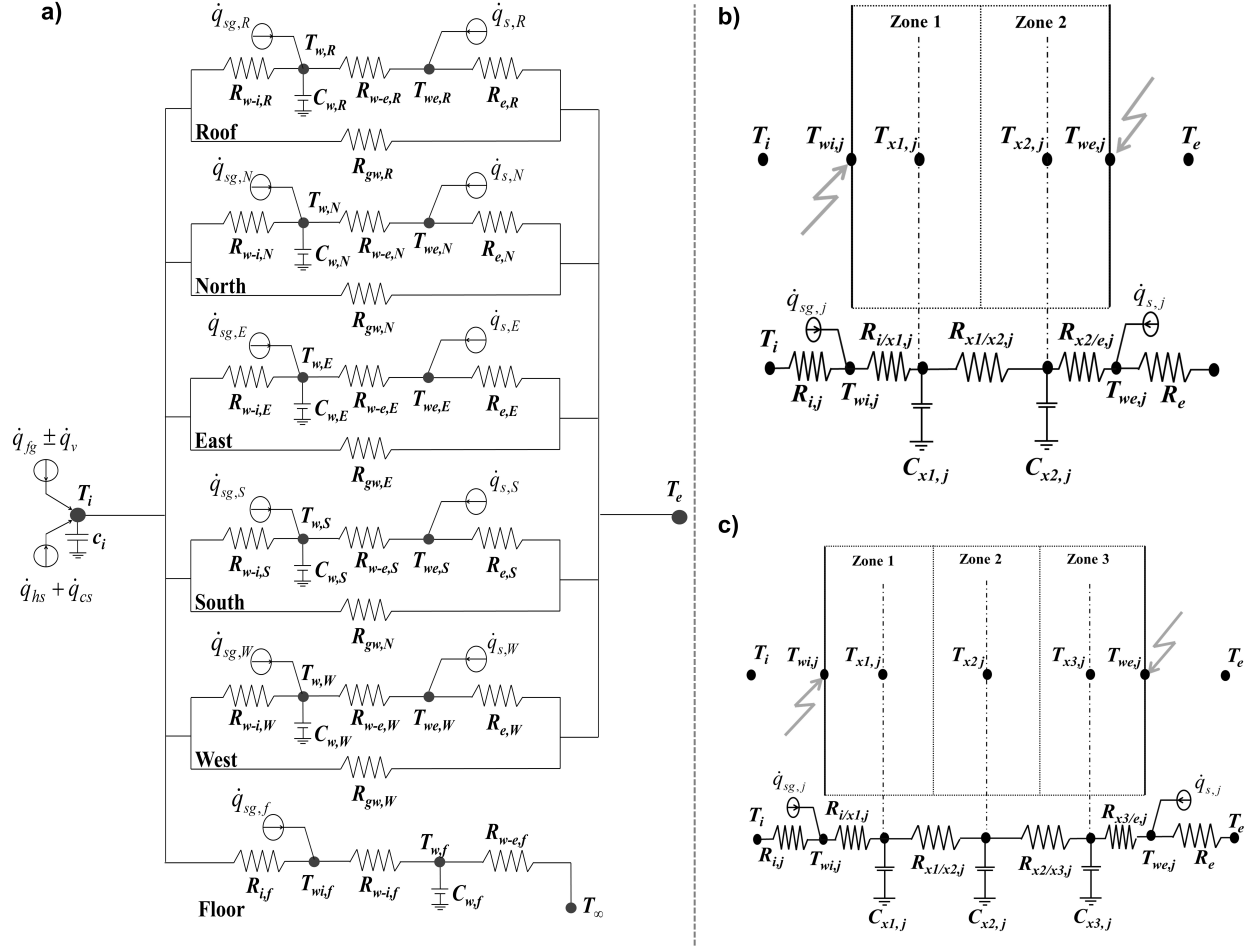 a)
q̇sg,R
q̇s,R
Tw,R
Rw-i,R
Cw,R
Rw-e,R
Twe,R
Re,R
Roof
Rgw,R
q̇sg,N
q̇s,N
Tw,N
Rw-i,N
Cw,N
Rw-e,N
Twe,N
Re,N
North
Rgw,N
q̇sg,E
q̇s,E
Tw,E
Rw-i,E
Cw,E
Rw-e,E
Twe,E
Re,E
East
Rgw,E
q̇fg ± q̇v
Ti
ci
q̇hs + q̇cs
Te
q̇sg,S
q̇s,S
Tw,S
Rw-i,S
Cw,S
Rw-e,S
Twe,S
Re,S
South
Rgw,N
q̇sg,W
q̇s,W
Tw,W
Rw-i,W
Cw,W
Rw-e,W
Twe,W
Re,W
West
Rgw,W
q̇sg,f
Tw,f
Rw-e,f
Ri,f
Twi,f
Rw-i,f
Cw,f
Floor
T∞
b)
Zone 1
Zone 2
Ti
Twi,j
Tx1,j
Tx2,j
Twe,j
Te
q̇sg,j
q̇s,j
Ti
Ri/x1,j
Rx1/x2,j
Rx2/e,j
Ri,j
Twi,j
Twe,j
Re
Cx1,j
Cx2,j
c)
Zone 1
Zone 2
Zone 3
Ti
Twi,j
Tx1,j
Tx2j
Tx3,j
Twe,j
Te
q̇sg,j
q̇s,j
Ti
Ri/x1,j
Rx3/e,j
Te
Ri,j
Twi,j
Rx1/x2,j
Rx2/x3,j
Twe,j
Re
Cx1,j
Cx2,j
Cx3,j